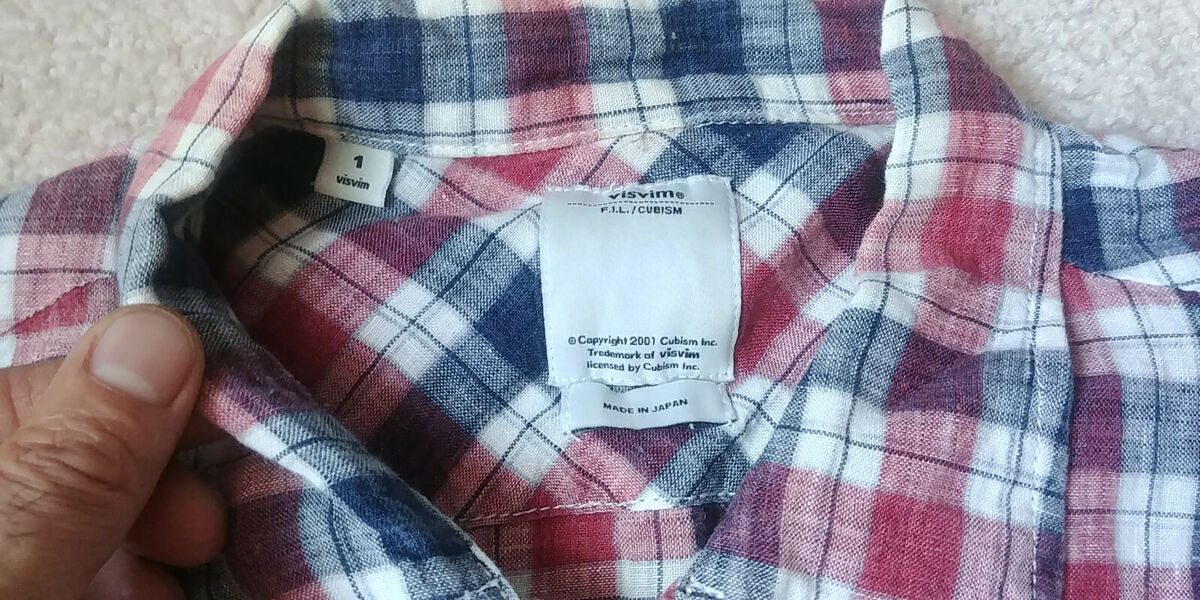 1
visvim
visvim®
F.I.L./CUBISM
©Copyright 2001 Cubism Inc.
Trademark of visvim
licensed by Cubism Inc.
MADE IN JAPAN